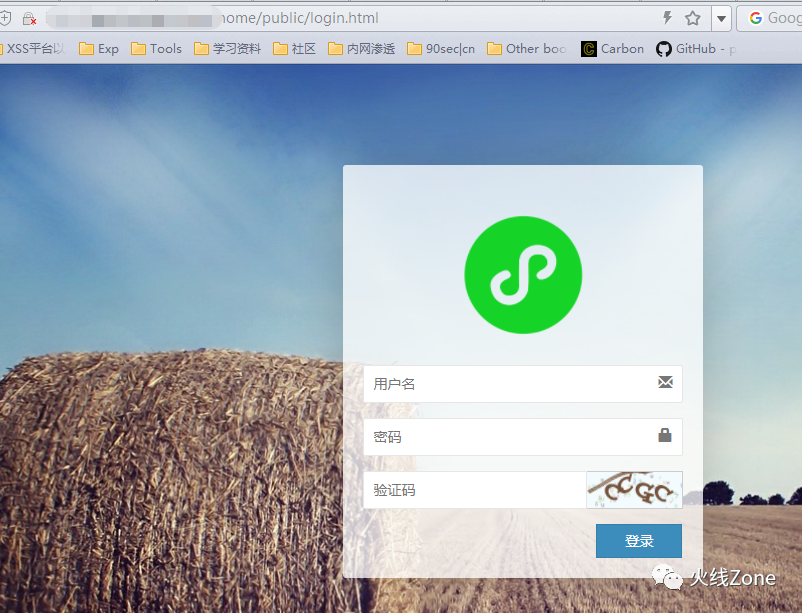 home/public/login.html
Goog
XSS平台以 Exp Tools 学习资料 社区 内网渗透 90sec|cn Other boo Carbon GitHub - p
用户名
密码
验证码 CCGC
登录
火线Zone